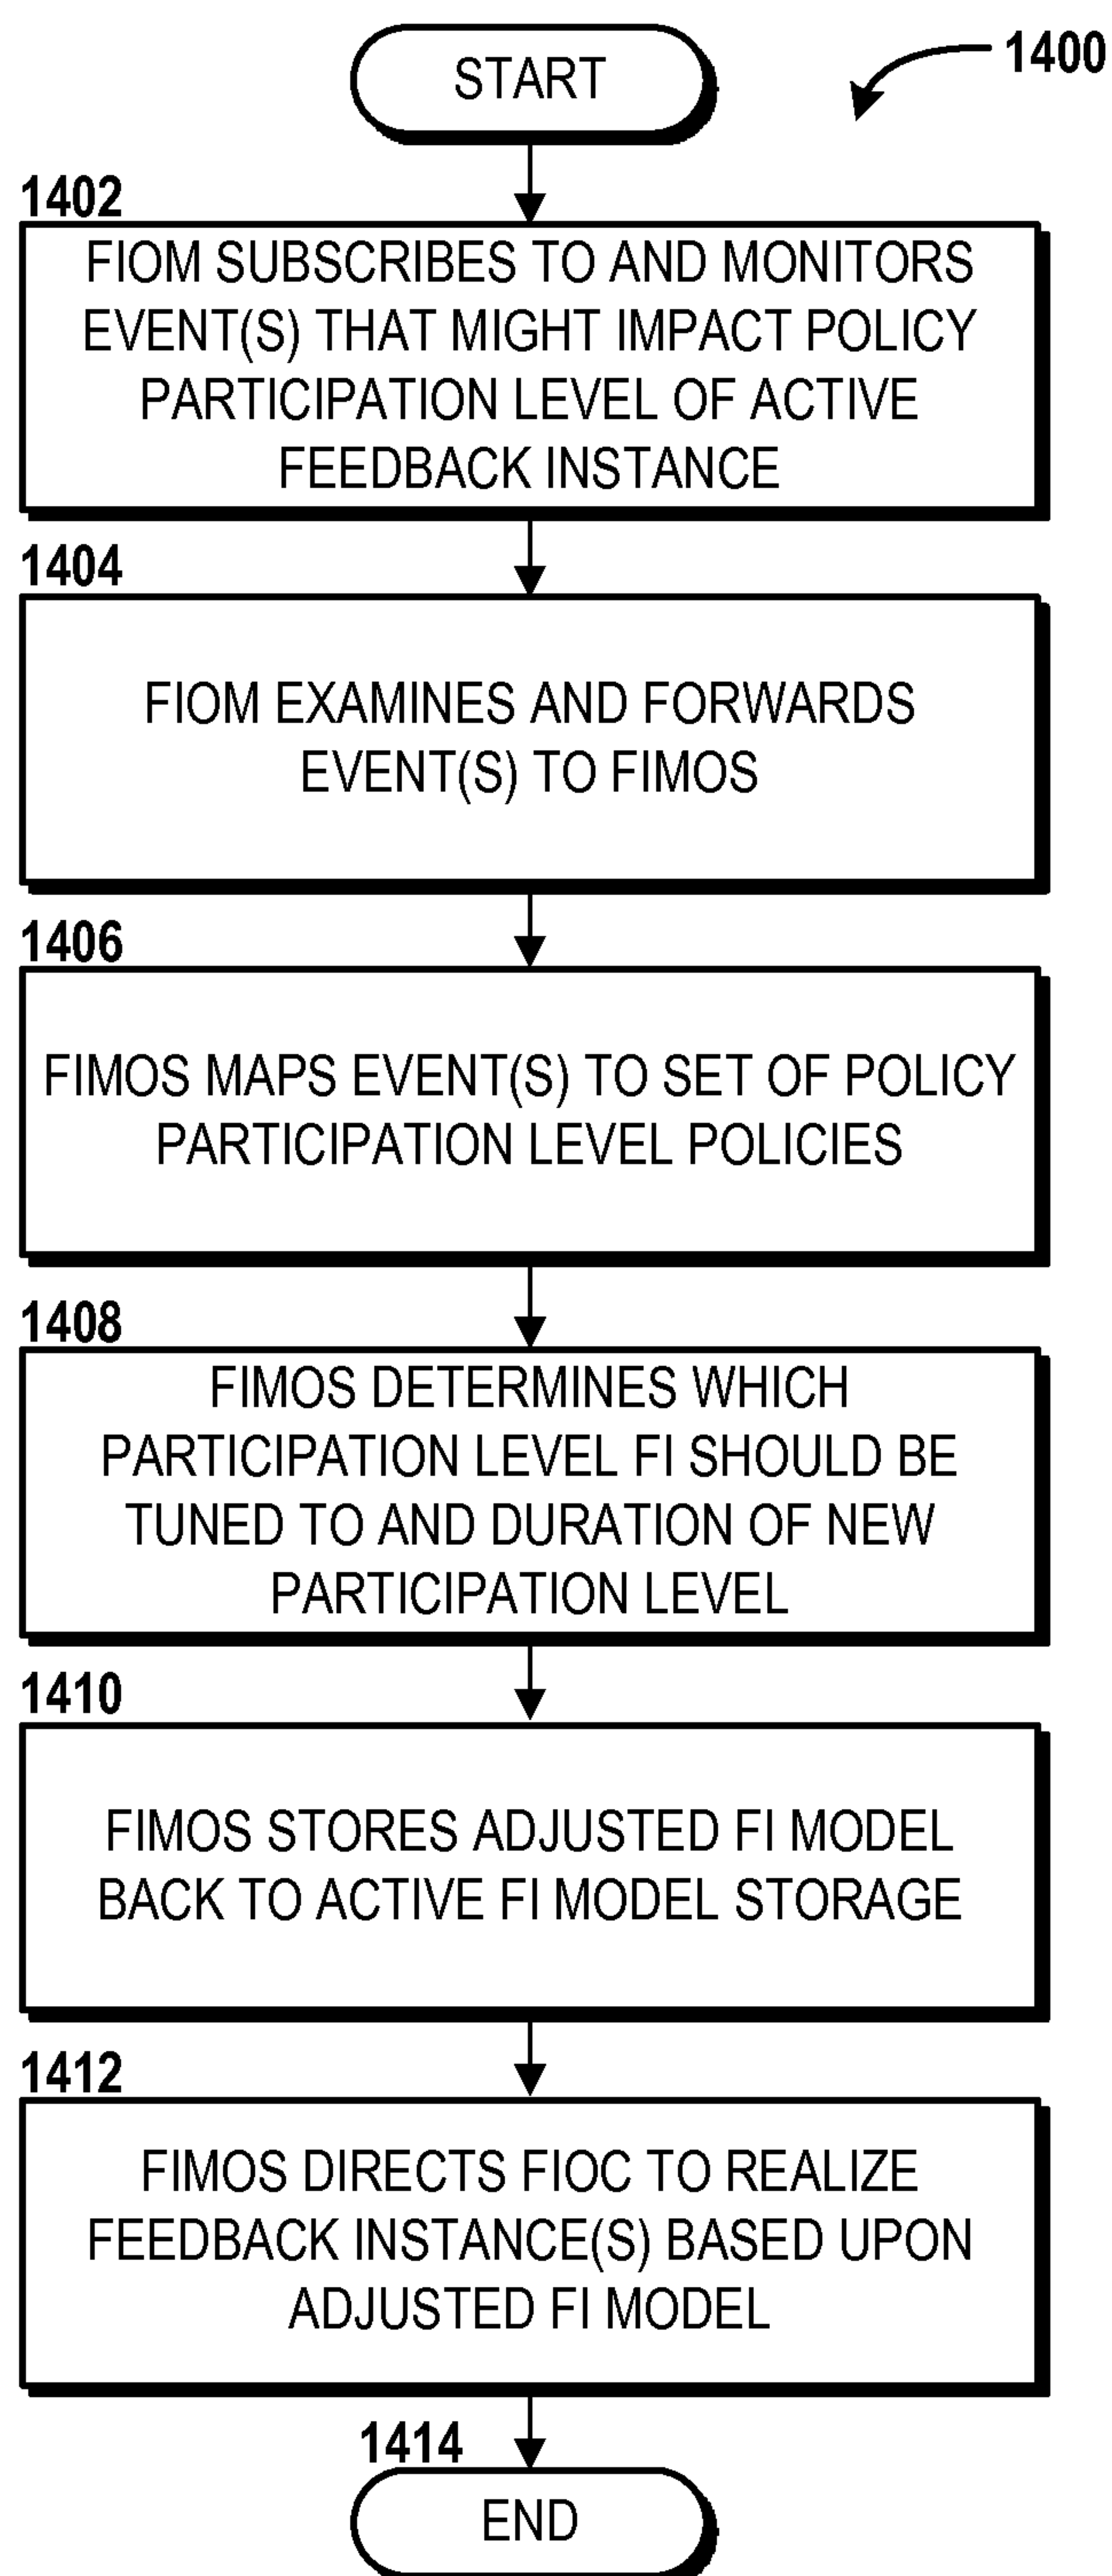 START
1400
1402
FIOM SUBSCRIBES TO AND MONITORS
EVENT(S) THAT MIGHT IMPACT POLICY
PARTICIPATION LEVEL OF ACTIVE
FEEDBACK INSTANCE
1404
FIOM EXAMINES AND FORWARDS
EVENT(S) TO FIMOS
1406
FIMOS MAPS EVENT(S) TO SET OF POLICY
PARTICIPATION LEVEL POLICIES
1408
FIMOS DETERMINES WHICH
PARTICIPATION LEVEL FI SHOULD BE
TUNED TO AND DURATION OF NEW
PARTICIPATION LEVEL
1410
FIMOS STORES ADJUSTED FI MODEL
BACK TO ACTIVE FI MODEL STORAGE
1412
FIMOS DIRECTS FIOC TO REALIZE
FEEDBACK INSTANCE(S) BASED UPON
ADJUSTED FI MODEL
1414
END